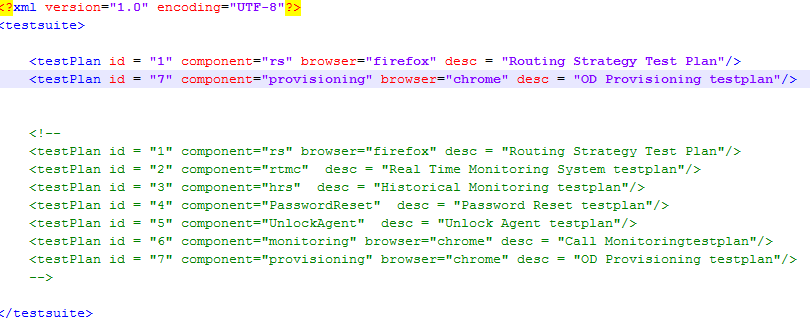 <?xml version="1.0" encoding="UTF-8"?>
<testsuite>
<testPlan id = "1" component="rs" browser="firefox" desc = "Routing Strategy Test Plan"/>
<testPlan id = "7" component="provisioning" browser="chrome" desc = "OD Provisioning testplan"/>
<!--
<testPlan id = "1" component="rs" browser="firefox" desc = "Routing Strategy Test Plan"/>
<testPlan id = "2" component="rtmc"  desc = "Real Time Monitoring System testplan"/>
<testPlan id = "3" component="hrs"  desc = "Historical Monitoring testplan"/>
<testPlan id = "4" component="PasswordReset"  desc = "Password Reset testplan"/>
<testPlan id = "5" component="UnlockAgent"  desc = "Unlock Agent testplan"/>
<testPlan id = "6" component="monitoring" browser="chrome" desc = "Call Monitoringtestplan"/>
<testPlan id = "7" component="provisioning" browser="chrome" desc = "OD Provisioning testplan"/>
-->
</testsuite>